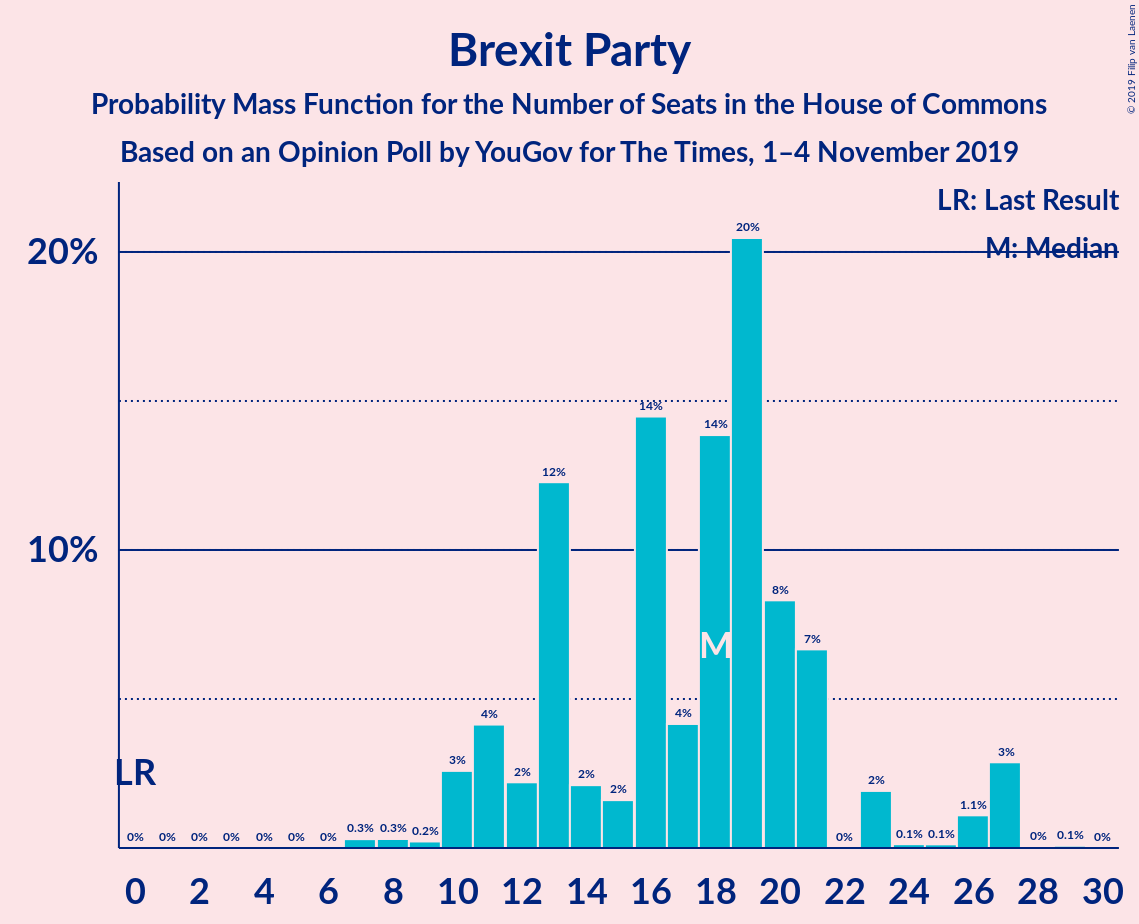 Brexit Party
Probability Mass Function for the Number of Seats in the House of Commons
Based on an Opinion Poll by YouGov for The Times, 1–4 November 2019
© 2019 Filip van Laenen
LR: Last Result
M: Median
20%
10%
20%
14%
14%
12%
8%
7%
M
4%
4%
LR
3%
2%
2%
2%
2%
3%
1.1%
0% 0% 0% 0% 0% 0% 0% 0.3% 0.3% 0.2% 0% 0.1% 0.1% 0% 0.1% 0%
0 2 4 6 8 10 12 14 16 18 20 22 24 26 28 30